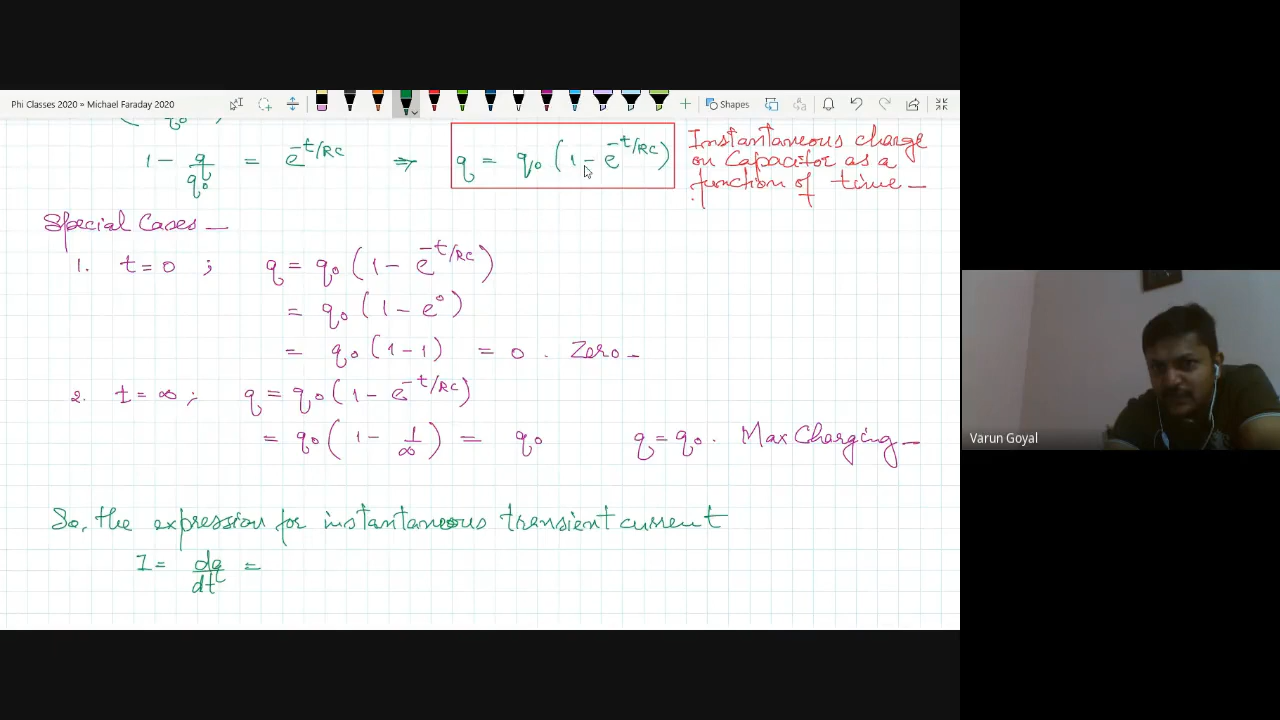 Phi Classes 2020 » Michael Faraday 2020
Shapes
q₀
1 - q/q₀ = e^(-t/RC) ⇒ q = q₀ (1 - e^(-t/RC))
Instantaneous charge
on Capacitor as a
function of time -
Special Cases -
1. t = 0 ; q = q₀ (1 - e^(-t/RC))
= q₀ (1 - e⁰)
= q₀ (1 - 1) = 0 . Zero -
2. t = ∞ ; q = q₀ (1 - e^(-t/RC))
= q₀ (1 - 1/∞) = q₀ q = q₀ . Max Charging -
So, the expression for instantaneous transient current
I = dq/dt =
Varun Goyal